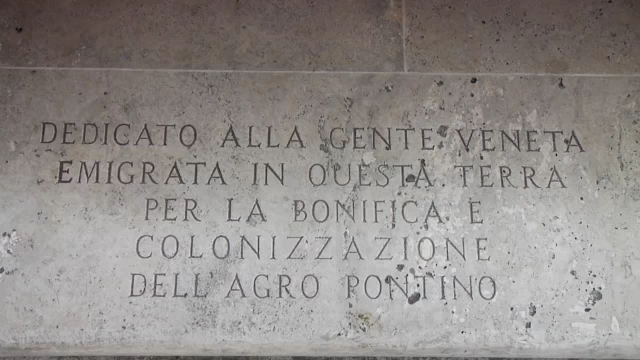 DEDICATO ALLA GENTE VENETA
EMIGRATA IN QUESTA TERRA
PER LA BONIFICA E
COLONIZZAZIONE
DELL'AGRO PONTINO